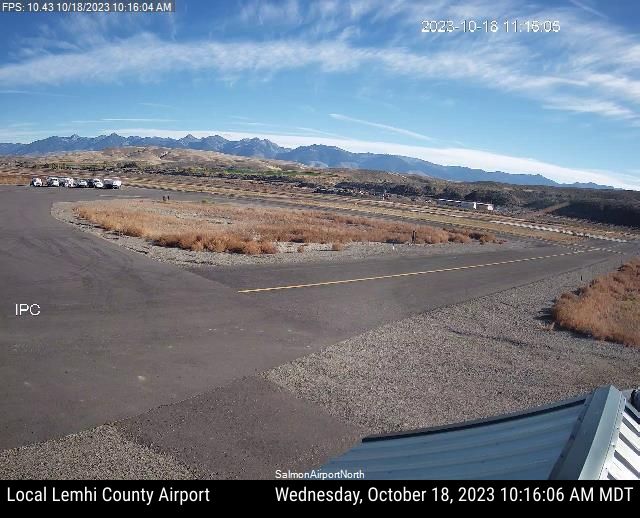 FPS: 10.43 10/18/2023 10:16:04 AM
2023-10-18 11:15:05
IPC
SalmonAirportNorth
Local Lemhi County Airport Wednesday, October 18, 2023 10:16:06 AM MDT